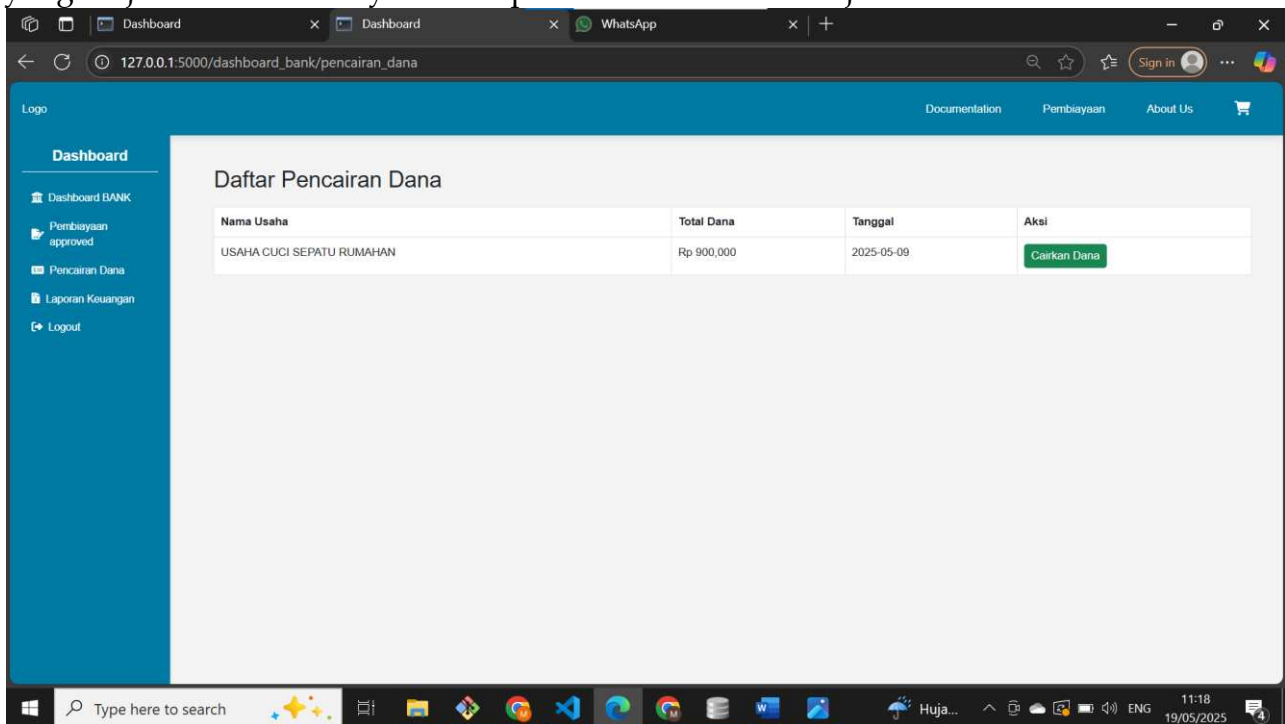 Dashboard
Dashboard
WhatsApp
127.0.0.1:5000/dashboard_bank/pencairan_dana
Sign in
Logo
Documentation
Pembiayaan
About Us
Dashboard
Dashboard BANK
Pembiayaan
approved
Pencairan Dana
Laporan Keuangan
Logout
Daftar Pencairan Dana
Nama Usaha Total Dana Tanggal Aksi
USAHA CUCI SEPATU RUMAHAN Rp 900,000 2025-05-09 Cairkan Dana
Type here to search
Huja...
ENG
11:18
19/05/2025
4